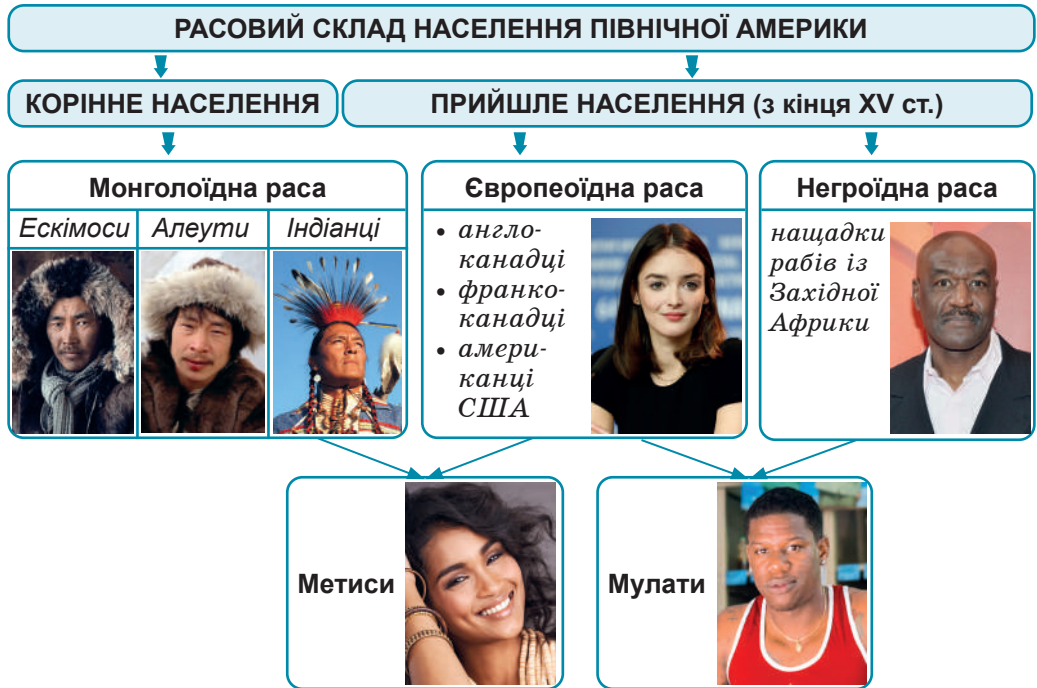 РАСОВИЙ СКЛАД НАСЕЛЕННЯ ПІВНІЧНОЇ АМЕРИКИ
КОРІННЕ НАСЕЛЕННЯ
ПРИЙШЛЕ НАСЕЛЕННЯ (з кінця XV ст.)
Монголоїдна раса
Ескімоси
Алеути
Індіанці
Європеоїдна раса
• англо-
канадці
• франко-
канадці
• амери-
канці
США
Негроїдна раса
нащадки
рабів із
Західної
Африки
Метиси
Мулати